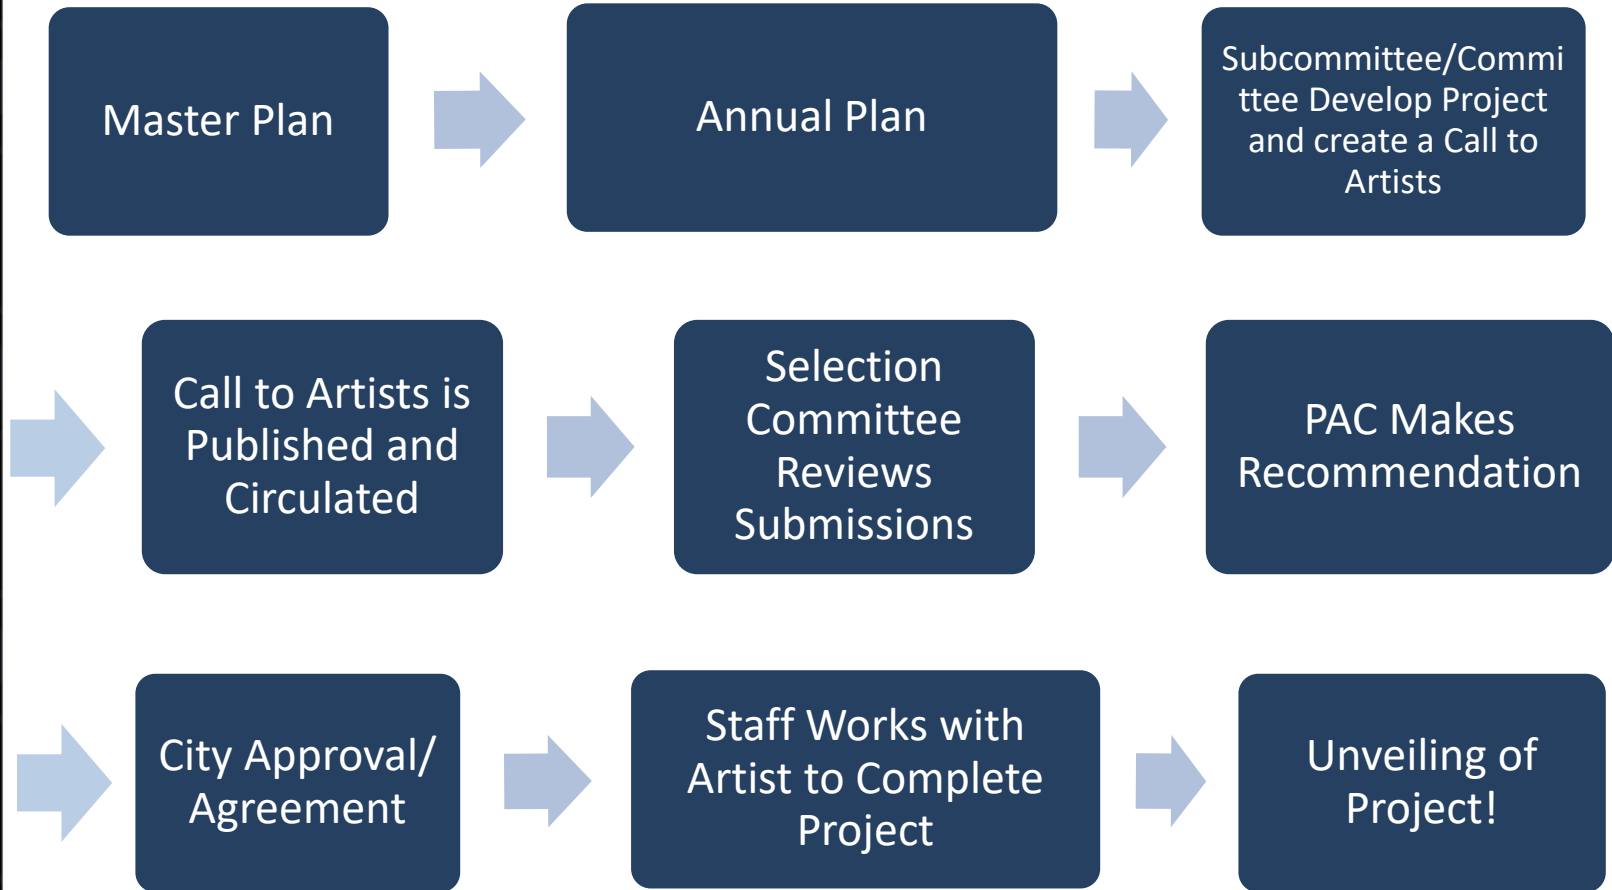 Master Plan
Annual Plan
Subcommittee/Commi
ttee Develop Project
and create a Call to
Artists
Call to Artists is
Published and
Circulated
Selection
Committee
Reviews
Submissions
PAC Makes
Recommendation
City Approval/
Agreement
Staff Works with
Artist to Complete
Project
Unveiling of
Project!